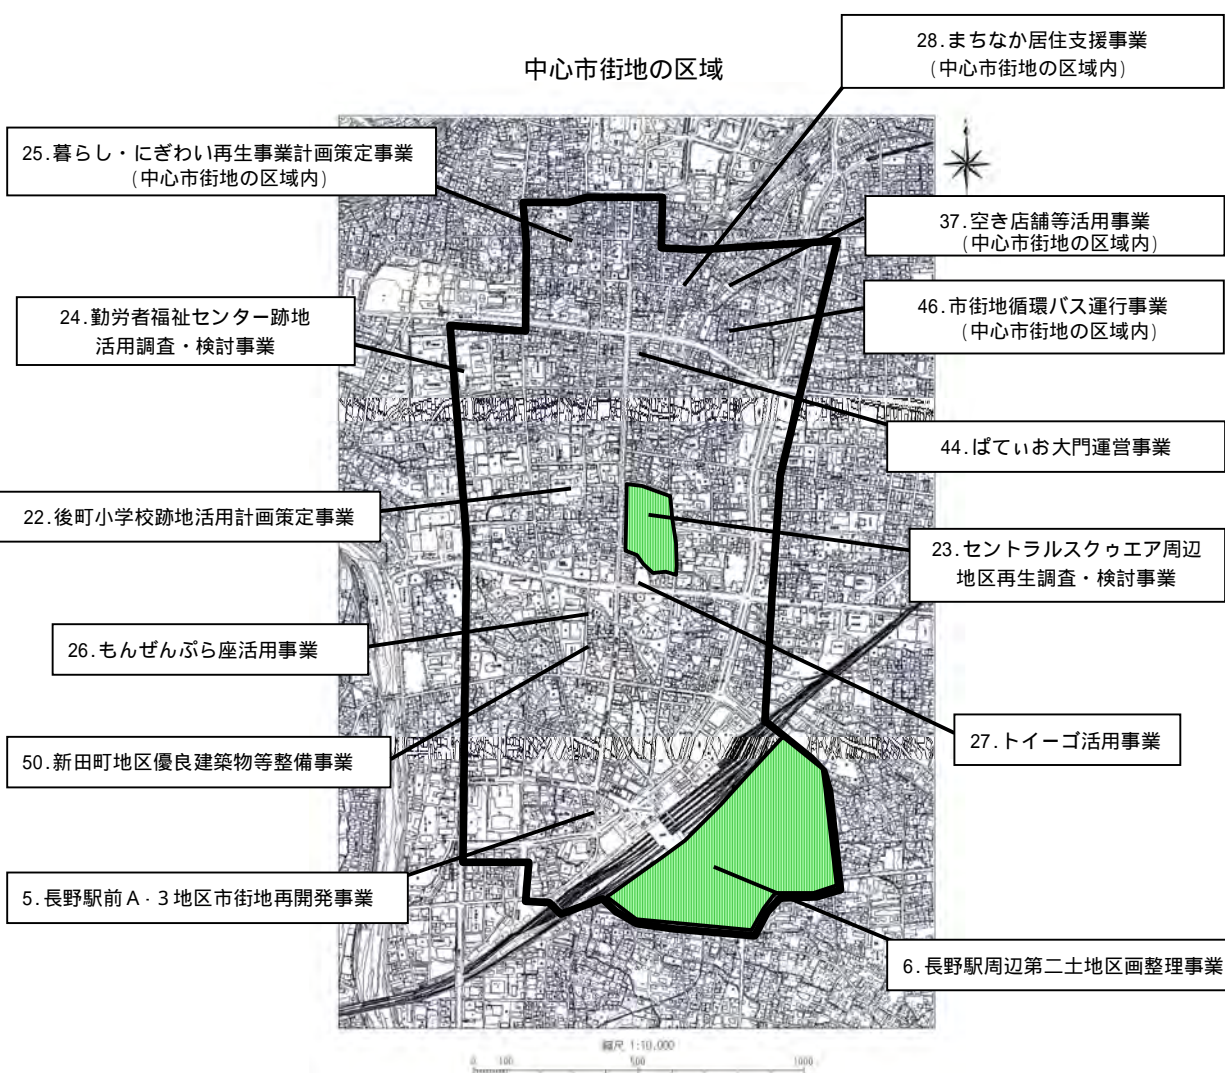 中心市街地の区域
28.まちなか居住支援事業
(中心市街地の区域内)
25.暮らし・にぎわい再生事業計画策定事業
(中心市街地の区域内)
37.空き店舗等活用事業
(中心市街地の区域内)
24.勤労者福祉センター跡地
活用調査・検討事業
46.市街地循環バス運行事業
(中心市街地の区域内)
44.ぱてぃお大門運営事業
22.後町小学校跡地活用計画策定事業
23.セントラルスクゥエア周辺
地区再生調査・検討事業
26.もんぜんぷら座活用事業
27.トイーゴ活用事業
50.新田町地区優良建築物等整備事業
5.長野駅前A・3地区市街地再開発事業
6.長野駅周辺第二土地区画整理事業
縮尺 1:10,000
0 100 500 1000